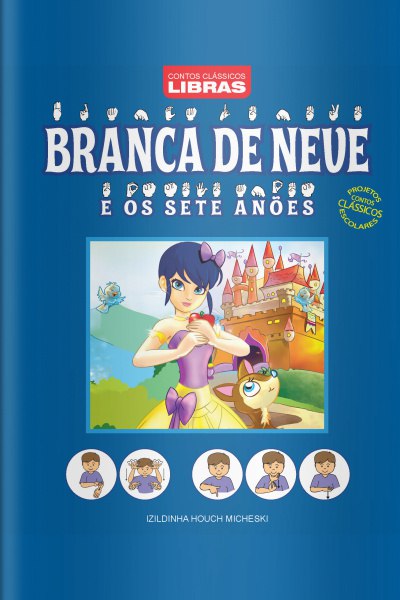 CONTOS CLÁSSICOS
LIBRAS
BRANCA DE NEVE
E OS SETE ANÕES
PROJETOS
CONTOS
CLÁSSICOS
ESCOLARES
IZILDINHA HOUCH MICHESKI